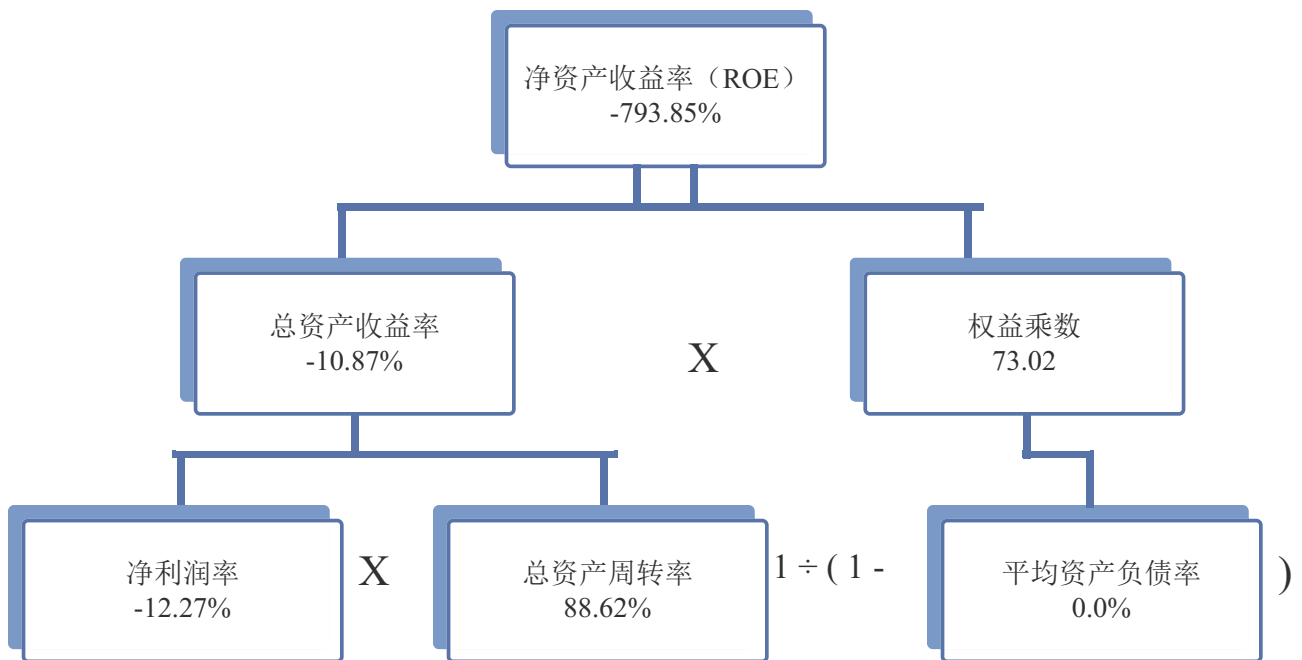 净资产收益率（ROE）
-793.85%
总资产收益率
-10.87%
X
权益乘数
73.02
净利润率
-12.27%
X
总资产周转率
88.62%
1 ÷ ( 1 -
平均资产负债率
0.0%
)